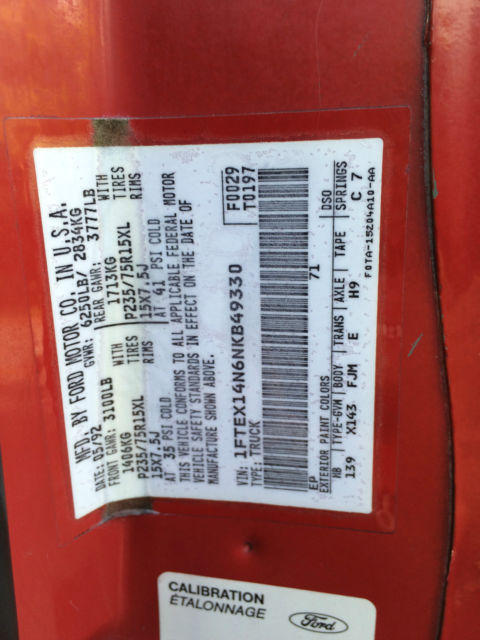 MFD. BY FORD MOTOR CO. IN U.S.A.
DATE: 05/92 GVWR: 6250LB/ 2834KG
FRONT GAWR: 3100LB REAR GAWR: 3777LB
1406KG WITH 1713KG WITH
P235/75R15XL TIRES P235/75R15XL TIRES
15X7.5J RIMS 15X7.5J RIMS
AT 35 PSI COLD AT 41 PSI COLD
THIS VEHICLE CONFORMS TO ALL APPLICABLE FEDERAL MOTOR
VEHICLE SAFETY STANDARDS IN EFFECT ON THE DATE OF
MANUFACTURE SHOWN ABOVE.
F0029
T0197
VIN: 1FTEX14N6NKB49330
TYPE: TRUCK
EP 71
EXTERIOR PAINT COLORS DSO
WB TYPE-GVM BODY TRANS AXLE TAPE SPRINGS
139 X143 FJM E H9 C 7
F0TA-15204A10-AA
CALIBRATION
ÉTALONNAGE
Ford